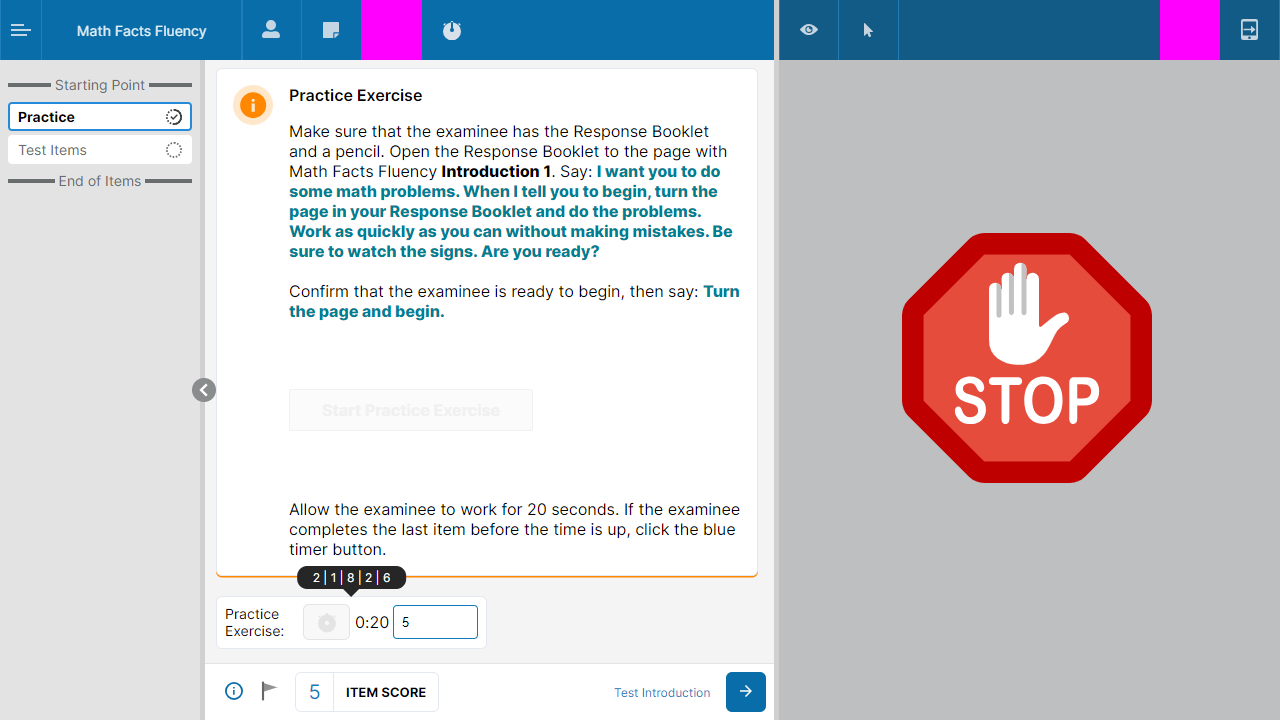 Math Facts Fluency
Starting Point
Practice
Test Items
End of Items
Practice Exercise
Make sure that the examinee has the Response Booklet
and a pencil. Open the Response Booklet to the page with
Math Facts Fluency Introduction 1. Say: I want you to do
some math problems. When I tell you to begin, turn the
page in your Response Booklet and do the problems.
Work as quickly as you can without making mistakes. Be
sure to watch the signs. Are you ready?
Confirm that the examinee is ready to begin, then say: Turn
the page and begin.
Start Practice Exercise
Allow the examinee to work for 20 seconds. If the examinee
completes the last item before the time is up, click the blue
timer button.
2 | 1 | 8 | 2 | 6
Practice
Exercise:
0:20
5
5
ITEM SCORE
Test Introduction
STOP